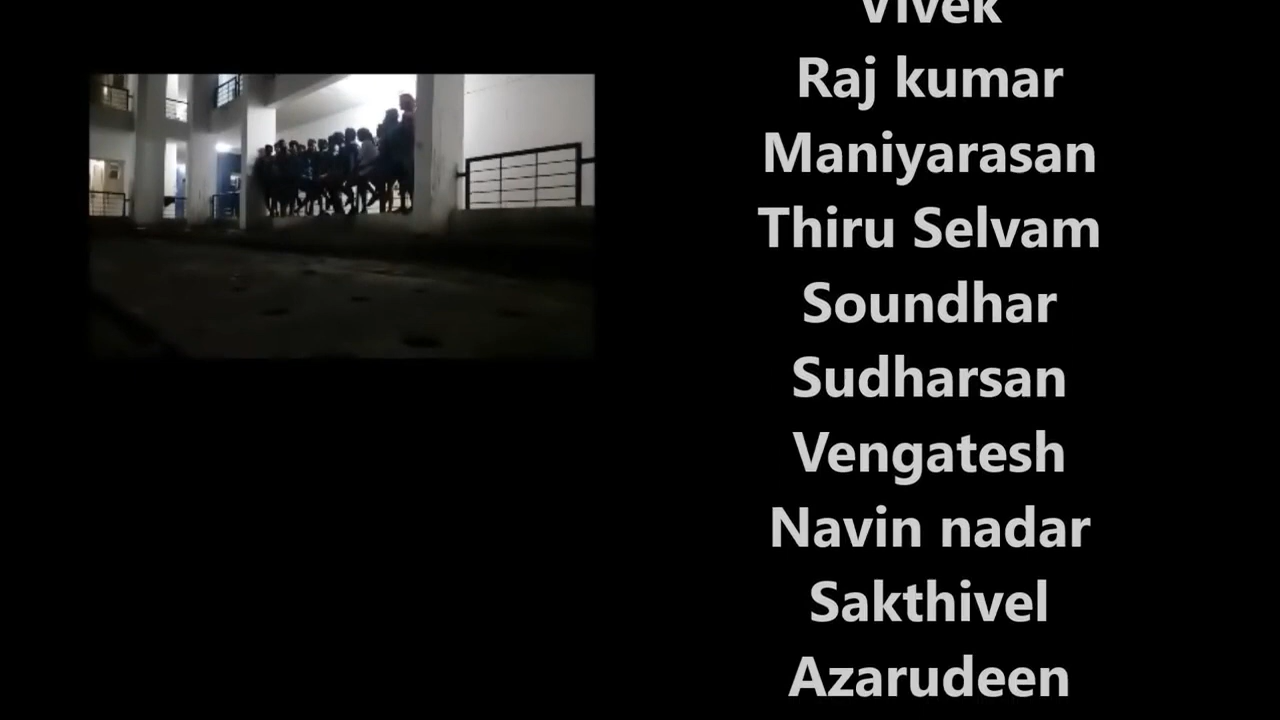 Vivek
Raj kumar
Maniyarasan
Thiru Selvam
Soundhar
Sudharsan
Vengatesh
Navin nadar
Sakthivel
Azarudeen